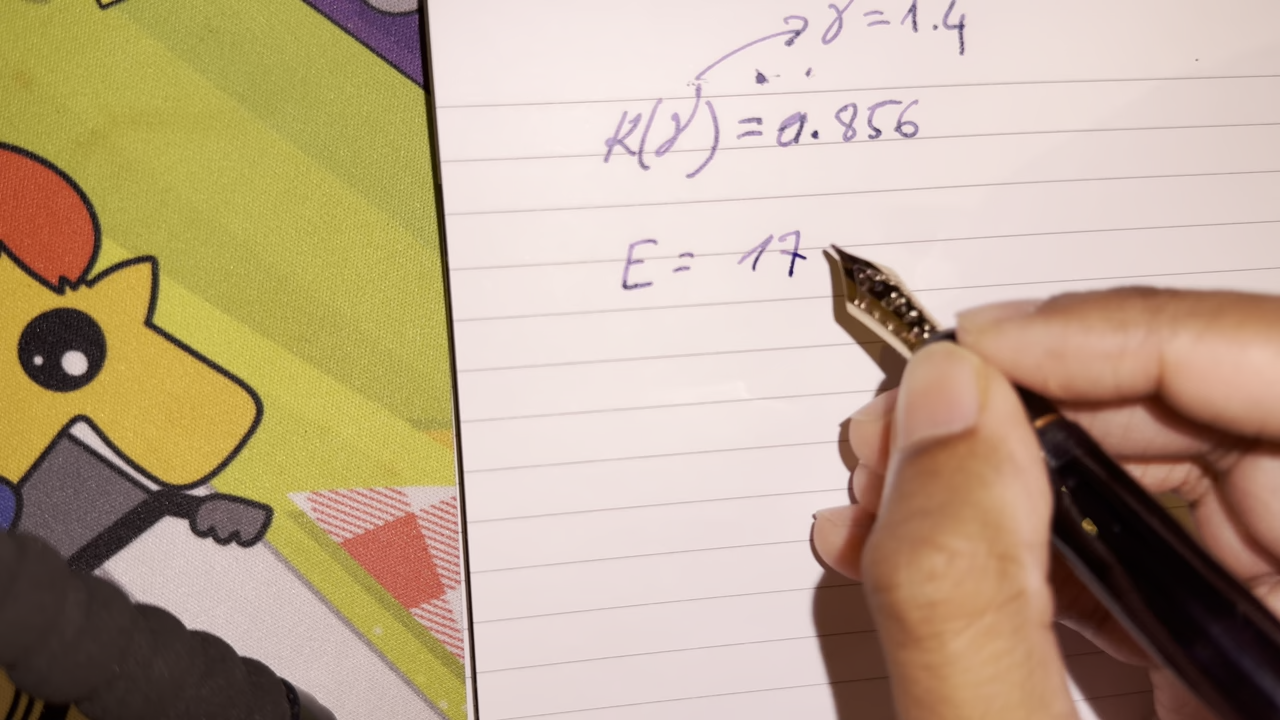 γ = 1.4
K(γ) = 0.856
E = 17